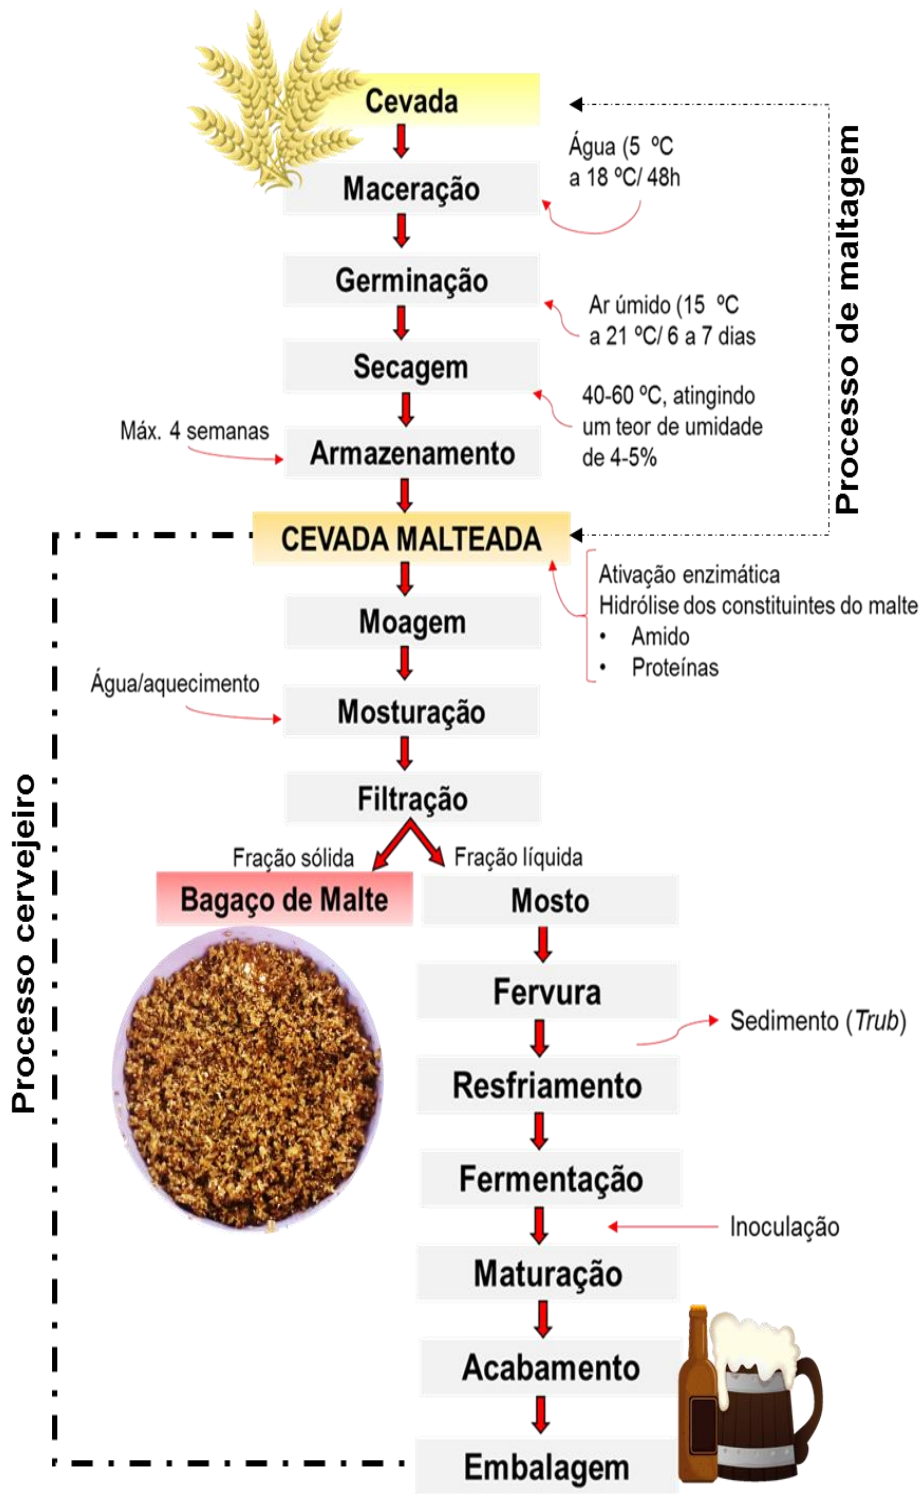 Cevada
Água (5 ºC
a 18 ºC/ 48h
Maceração
Germinação
Ar úmido (15 ºC
a 21 ºC/ 6 a 7 dias
Secagem
40-60 ºC, atingindo
um teor de umidade
de 4-5%
Máx. 4 semanas
Armazenamento
Processo de maltagem
CEVADA MALTEADA
Ativação enzimática
Hidrólise dos constituintes do malte
• Amido
• Proteínas
Moagem
Água/aquecimento
Mosturação
Filtração
Fração sólida
Fração líquida
Bagaço de Malte
Mosto
Processo cervejeiro
Fervura
Sedimento (Trub)
Resfriamento
Fermentação
Inoculação
Maturação
Acabamento
Embalagem